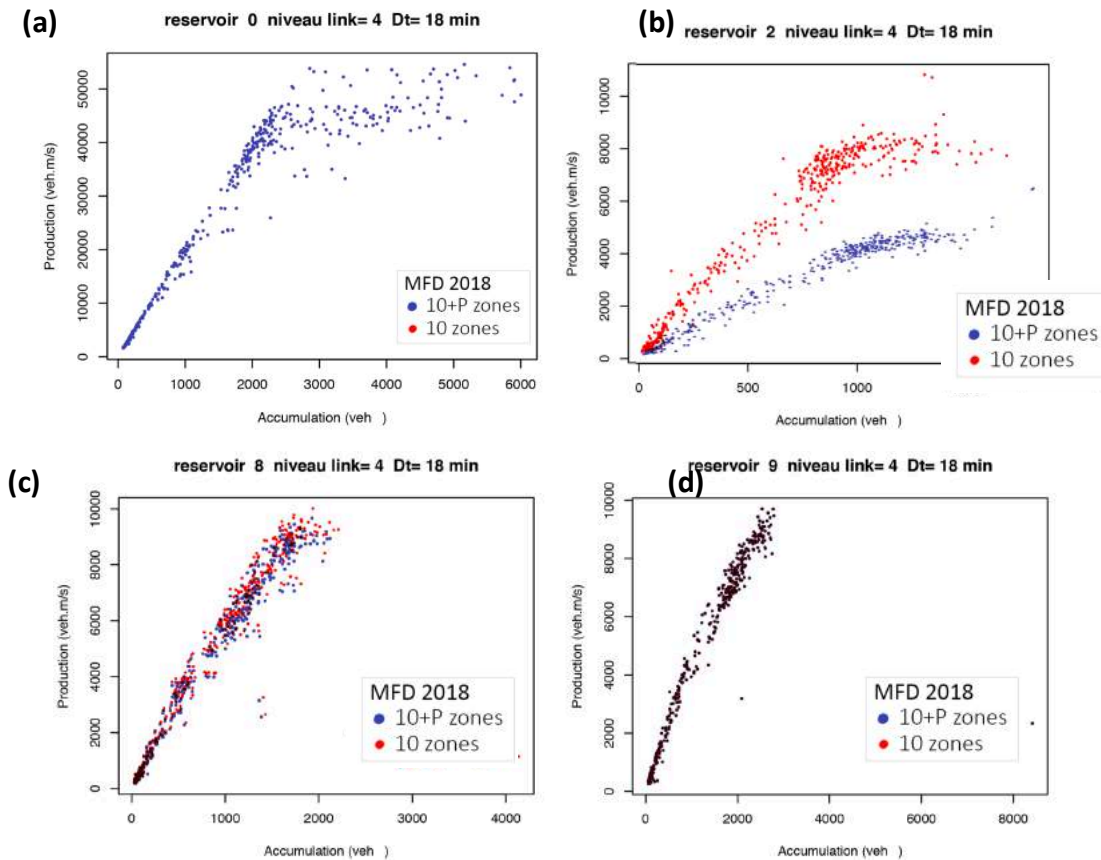 (a)
reservoir 0 niveau link= 4 Dt= 18 min
Production (veh.m/s)
0 10000 20000 30000 40000 50000
MFD 2018
10+P zones
10 zones
0 1000 2000 3000 4000 5000 6000
Accumulation (veh )
(b)
reservoir 2 niveau link= 4 Dt= 18 min
Production (veh.m/s)
0 2000 4000 6000 8000 10000
MFD 2018
10+P zones
10 zones
0 500 1000
Accumulation (veh )
(c)
reservoir 8 niveau link= 4 Dt= 18 min
Production (veh.m/s)
0 2000 4000 6000 8000 10000
MFD 2018
10+P zones
10 zones
0 1000 2000 3000 4000
Accumulation (veh )
(d)
reservoir 9 niveau link= 4 Dt= 18 min
Production (veh.m/s)
0 2000 4000 6000 8000 10000
MFD 2018
10+P zones
10 zones
0 2000 4000 6000 8000
Accumulation (veh )